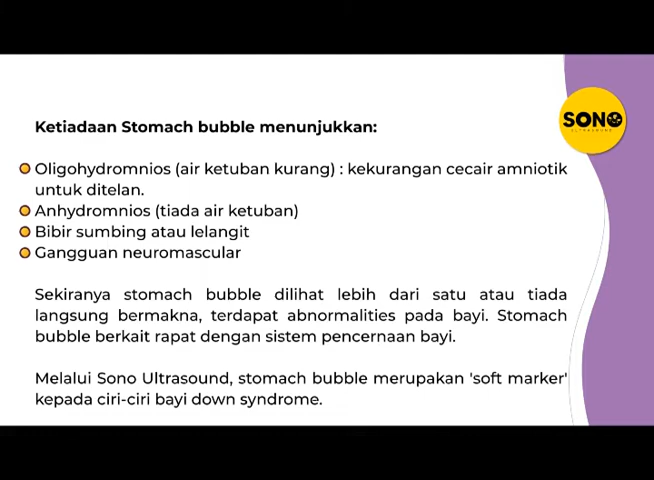 SONO
ULTRASOUND
Ketiadaan Stomach bubble menunjukkan:
Oligohydromnios (air ketuban kurang) : kekurangan cecair amniotik
untuk ditelan.
Anhydromnios (tiada air ketuban)
Bibir sumbing atau lelangit
Gangguan neuromascular
Sekiranya stomach bubble dilihat lebih dari satu atau tiada
langsung bermakna, terdapat abnormalities pada bayi. Stomach
bubble berkait rapat dengan sistem pencernaan bayi.
Melalui Sono Ultrasound, stomach bubble merupakan 'soft marker'
kepada ciri-ciri bayi down syndrome.